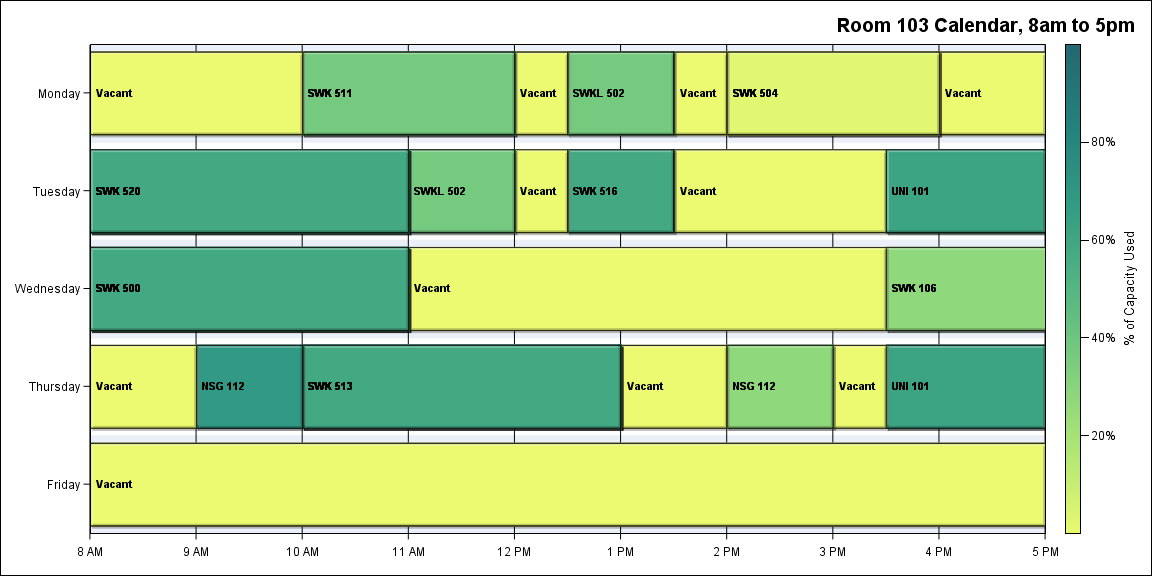 Room 103 Calendar, 8am to 5pm
Monday
Vacant
SWK 511
Vacant
SWKL 502
Vacant
SWK 504
Vacant
Tuesday
SWK 520
SWKL 502
Vacant
SWK 516
Vacant
UNI 101
Wednesday
SWK 500
Vacant
SWK 106
Thursday
Vacant
NSG 112
SWK 513
Vacant
NSG 112
Vacant
UNI 101
Friday
Vacant
8 AM
9 AM
10 AM
11 AM
12 PM
1 PM
2 PM
3 PM
4 PM
5 PM
80%
60%
40%
20%
% of Capacity Used